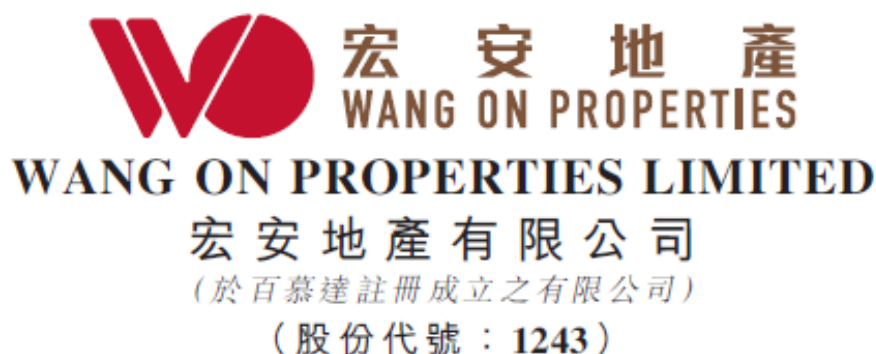 宏安地產
WANG ON PROPERTIES
WANG ON PROPERTIES LIMITED
宏安地產有限公司
(於百慕達註冊成立之有限公司)
（股份代號：1243）